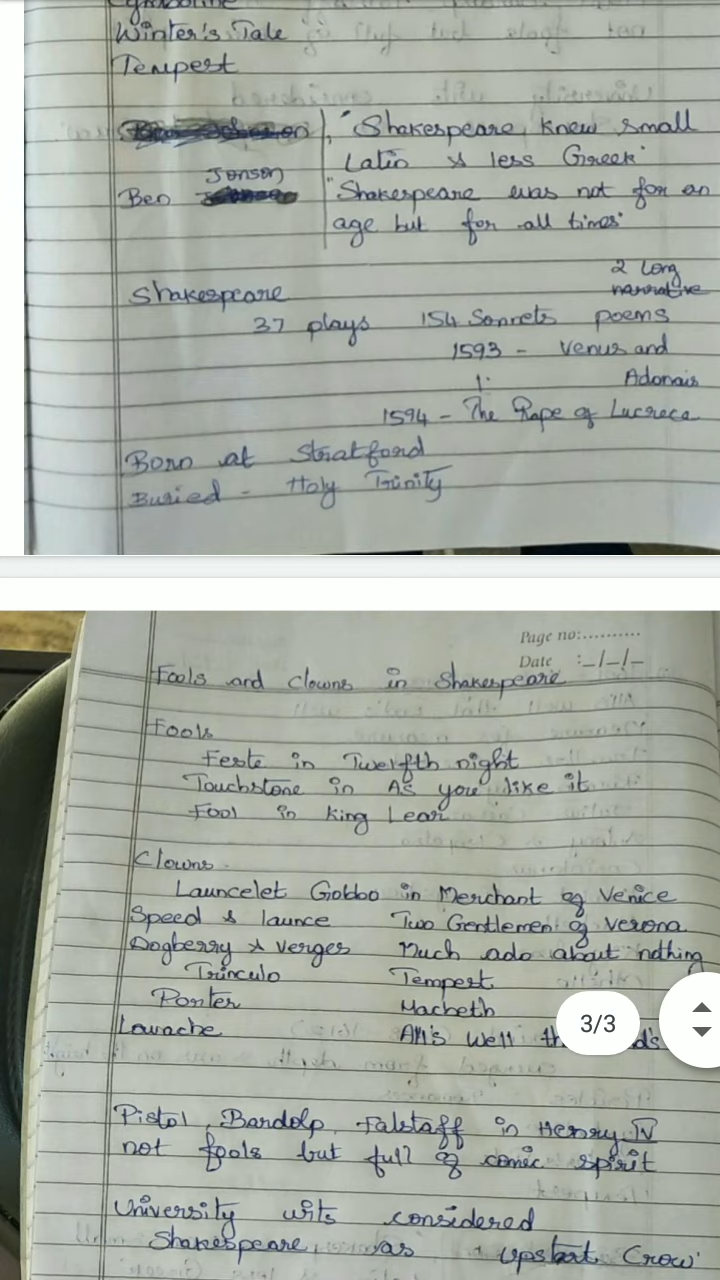 Winter's Tale
Tempest
"Shakespeare knew small
Latin & less Greek"
Ben Jonson
"Shakespeare was not for an
age but for all times"
Shakespeare
2 long
narrative
37 plays 154 Sonnets poems
1593 - Venus and
Adonais
1594 - The Rape of Lucrece
Born at Stratford
Buried - Holy Trinity
Page no:..........
Date :_/_/_
Fools and clowns in Shakespeare
Fools
Feste in Twelfth night
Touchstone in As you like it
Fool in King Lear
Clowns
Launcelet Gobbo in Merchant of Venice
Speed & launce Two Gentlemen of Verona
Dogberry & Verges Much ado about nothing
Trinculo Tempest
Porter Macbeth
3/3
Lavache All's well
Pistol, Bardolp, Falstaff in Henry IV
not fools but full of comic spirit
University wits considered
Shakespeare as upstart Crow'